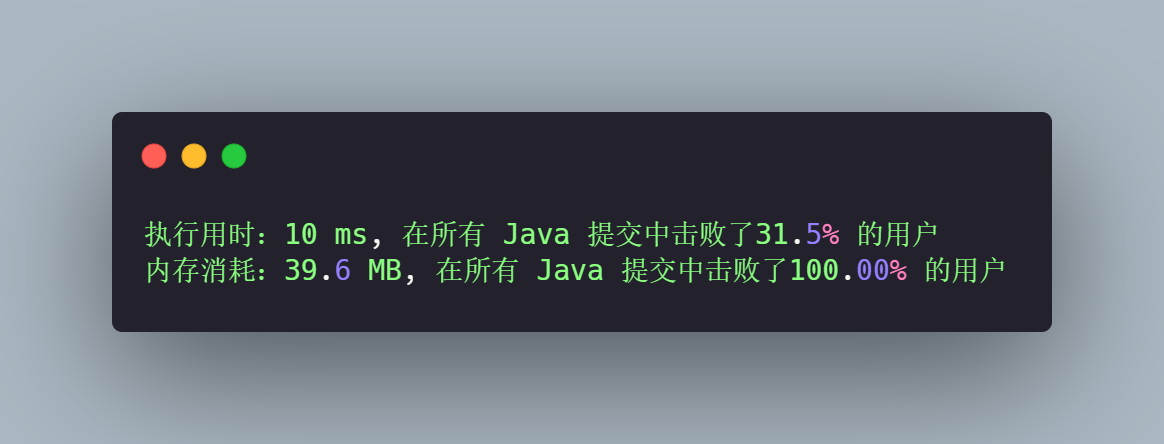 执行用时：10 ms, 在所有 Java 提交中击败了31.5% 的用户
内存消耗：39.6 MB, 在所有 Java 提交中击败了100.00% 的用户